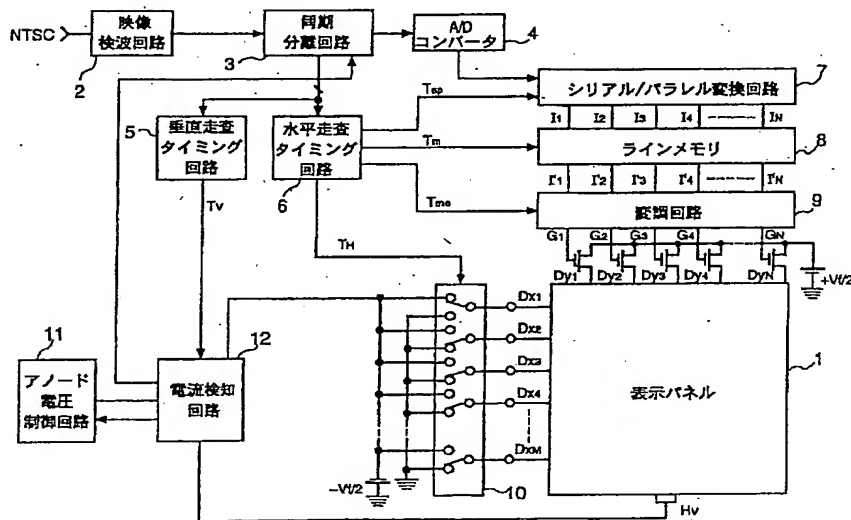 NTSC
映像
検波回路
2
同期
分離回路
3
A/D
コンバータ
4
Tsp
シリアル/パラレル変換回路
7
I1 I2 I3 I4 IN
5
垂直走査
タイミング
回路
水平走査
タイミング
回路
6
Tm
ラインメモリ
8
I'1 I'2 I'3 I'4 I'N
Tmo
変調回路
9
Tv
TH
G1 G2 G3 G4 GN
Dy1 Dy2 Dy3 Dy4 DyN
+Vf/2
Dx1
Dx2
Dx3
Dx4
DxM
表示パネル
1
11
アノード
電圧
制御回路
12
電流検知
回路
-Vf/2
10
Hv